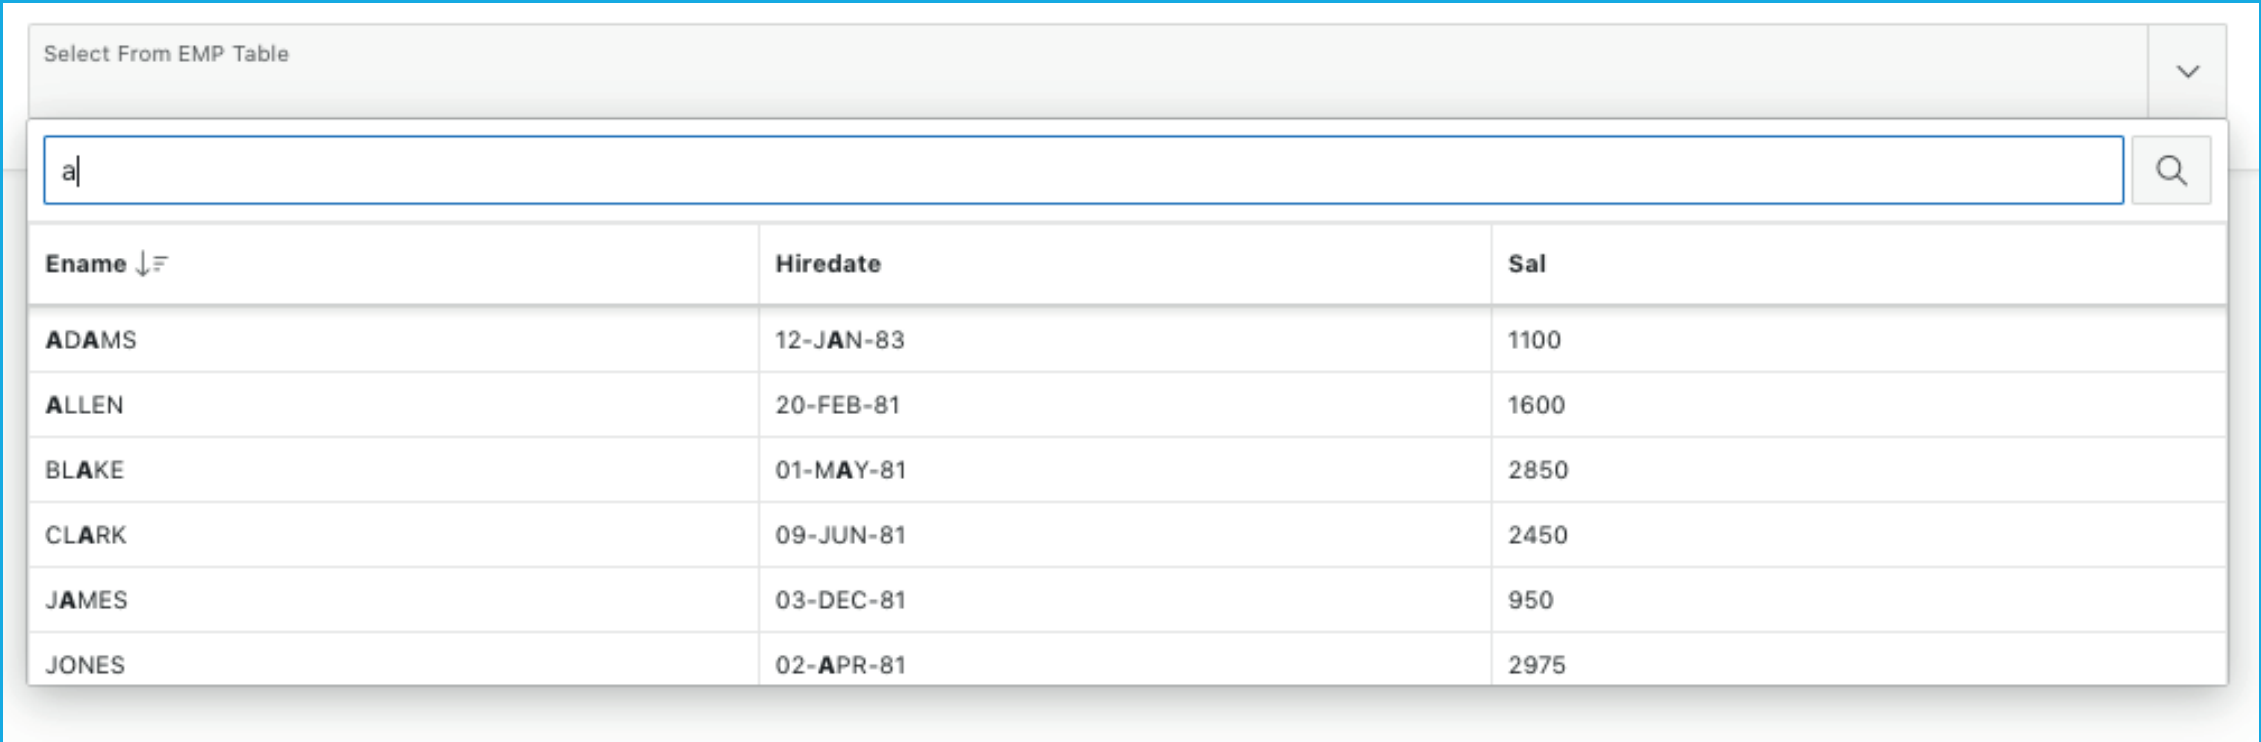 Select From EMP Table
a
Ename Hiredate Sal
ADAMS 12-JAN-83 1100
ALLEN 20-FEB-81 1600
BLAKE 01-MAY-81 2850
CLARK 09-JUN-81 2450
JAMES 03-DEC-81 950
JONES 02-APR-81 2975